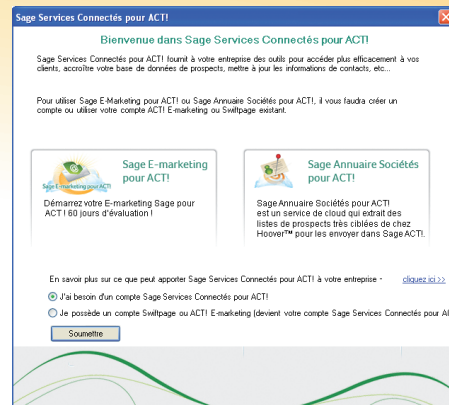 Sage Services Connectés pour ACT!
Bienvenue dans Sage Services Connectés pour ACT!
Sage Services Connectés pour ACT! fournit à votre entreprise des outils pour accéder plus efficacement à vos
clients, accroître votre base de données de prospects, mettre à jour les informations de contacts, etc...
Pour utiliser Sage E-Marketing pour ACT! ou Sage Annuaire Sociétés pour ACT!, il vous faudra créer un
compte ou utiliser votre compte ACT! E-marketing ou Swiftpage existant.
Sage E-marketing
pour ACT!
Sage E-marketing pour ACT!
Démarrez votre E-marketing Sage pour
ACT ! 60 jours d'évaluation !
Sage Annuaire Sociétés
pour ACT!
Sage Annuaire Sociétés pour ACT!
est un service de cloud qui extrait des
listes de prospects très ciblées de chez
Hoover™ pour les envoyer dans Sage ACT!.
En savoir plus sur ce que peut apporter Sage Services Connectés pour ACT! à votre entreprise - cliquez ici >>
J'ai besoin d'un compte Sage Services Connectés pour ACT!
Je possède un compte Swiftpage ou ACT! E-marketing (devient votre compte Sage Services Connectés pour
Soumettre